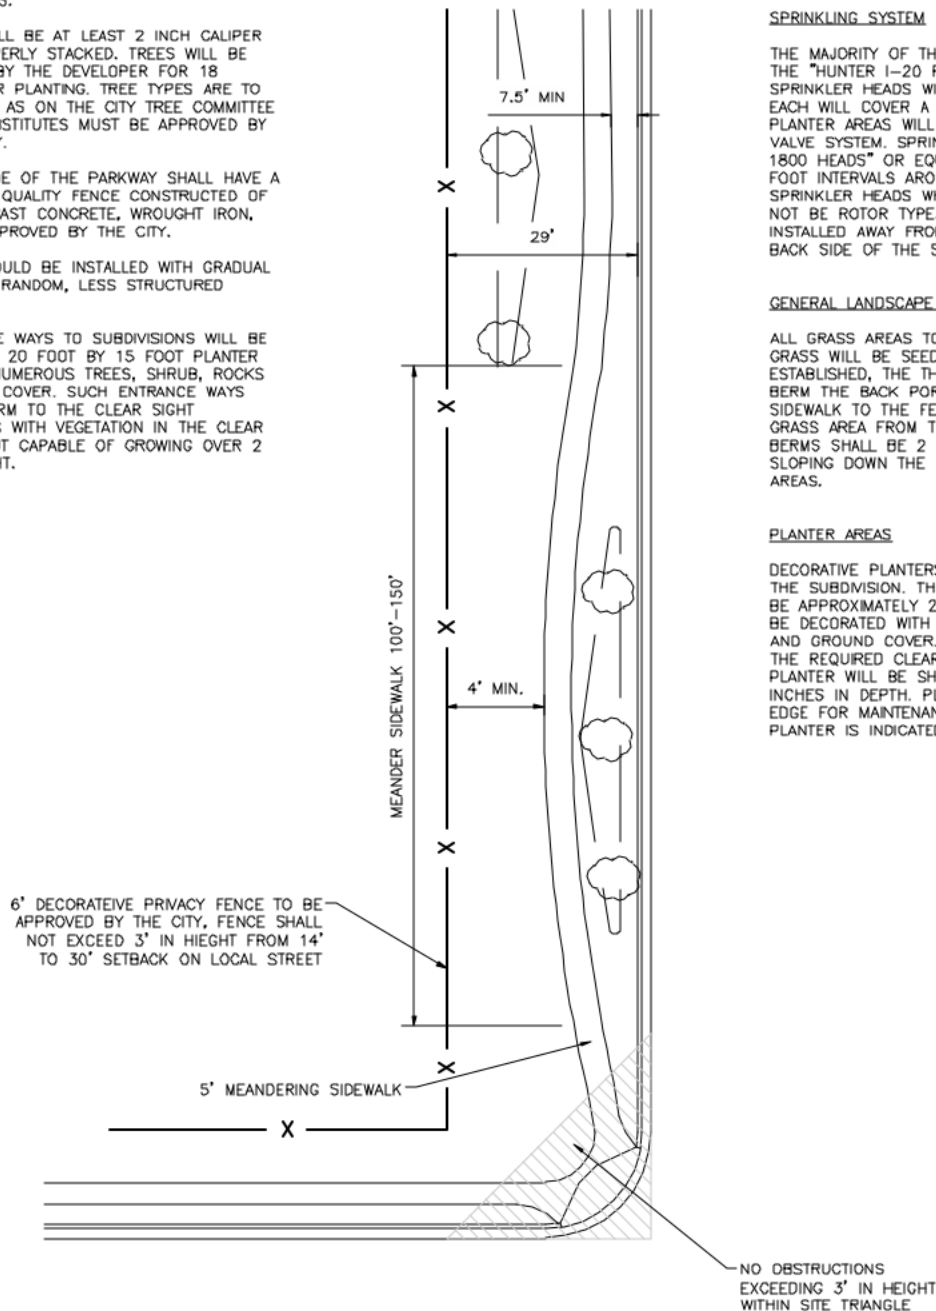 S.
LL BE AT LEAST 2 INCH CALIPER
PERLY STACKED. TREES WILL BE
BY THE DEVELOPER FOR 18
R PLANTING. TREE TYPES ARE TO
AS ON THE CITY TREE COMMITTEE
STITUTES MUST BE APPROVED BY
Y.
E OF THE PARKWAY SHALL HAVE A
QUALITY FENCE CONSTRUCTED OF
AST CONCRETE, WROUGHT IRON,
PPROVED BY THE CITY.
OULD BE INSTALLED WITH GRADUAL
RANDOM, LESS STRUCTURED
E WAYS TO SUBDIVISIONS WILL BE
20 FOOT BY 15 FOOT PLANTER
NUMEROUS TREES, SHRUB, ROCKS
COVER. SUCH ENTRANCE WAYS
RM TO THE CLEAR SIGHT
S WITH VEGETATION IN THE CLEAR
OT CAPABLE OF GROWING OVER 2
HT.
7.5' MIN
X
29'
X
MEANDER SIDEWALK 100'-150'
X
4' MIN.
X
6' DECORATEIVE PRIVACY FENCE TO BE
APPROVED BY THE CITY, FENCE SHALL
NOT EXCEED 3' IN HIEGHT FROM 14'
TO 30' SETBACK ON LOCAL STREET
X
5' MEANDERING SIDEWALK
X
NO OBSTRUCTIONS
EXCEEDING 3' IN HEIGHT
WITHIN SITE TRIANGLE
SPRINKLING SYSTEM
THE MAJORITY OF TH
THE "HUNTER I-20 P
SPRINKLER HEADS WI
EACH WILL COVER A
PLANTER AREAS WILL
VALVE SYSTEM. SPRIN
1800 HEADS" OR EQU
FOOT INTERVALS ARO
SPRINKLER HEADS WH
NOT BE ROTOR TYPE.
INSTALLED AWAY FROM
BACK SIDE OF THE S
GENERAL LANDSCAPE
ALL GRASS AREAS TO
GRASS WILL BE SEED
ESTABLISHED, THE TH
BERM THE BACK POR
SIDEWALK TO THE FE
GRASS AREA FROM T
BERMS SHALL BE 2
SLOPING DOWN THE
AREAS.
PLANTER AREAS
DECORATIVE PLANTERS
THE SUBDIVISION. TH
BE APPROXIMATELY 2
BE DECORATED WITH
AND GROUND COVER.
THE REQUIRED CLEAR
PLANTER WILL BE SH
INCHES IN DEPTH. PL
EDGE FOR MAINTENAN
PLANTER IS INDICATED